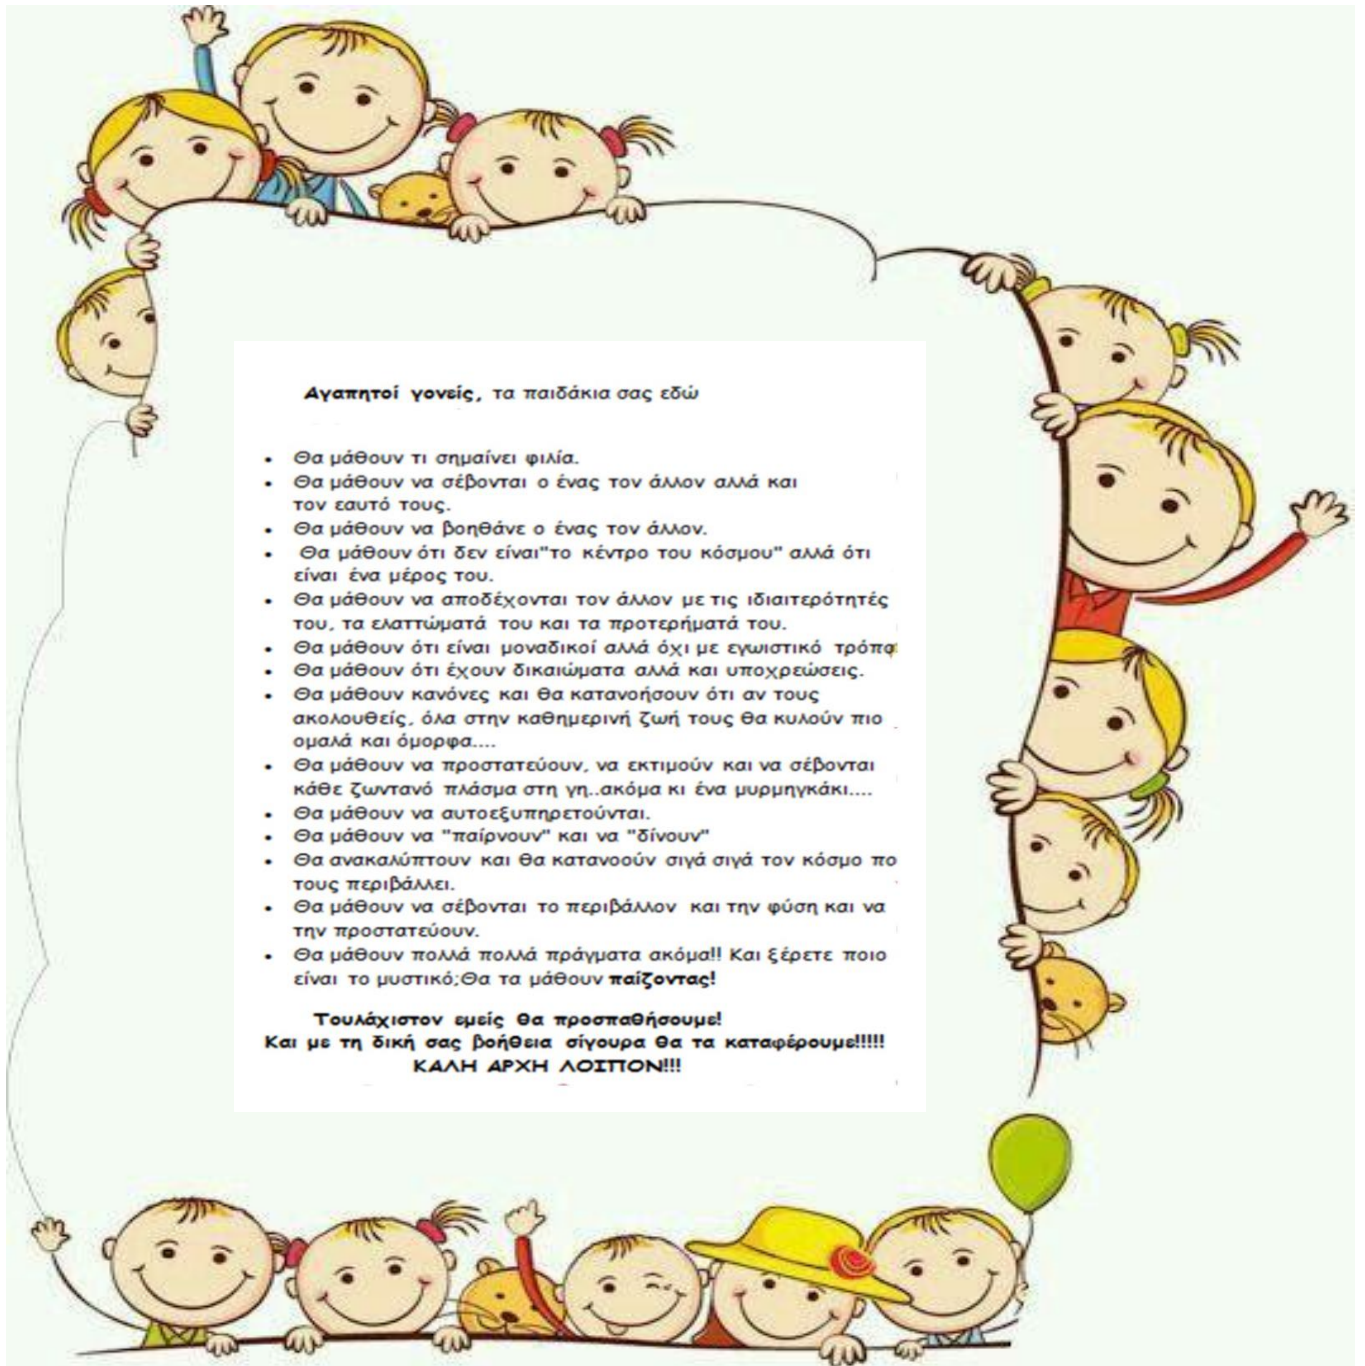 Αγαπητοί γονείς, τα παιδάκια σας εδώ
• Θα μάθουν τι σημαίνει φιλία.
• Θα μάθουν να σέβονται ο ένας τον άλλον αλλά και
τον εαυτό τους.
• Θα μάθουν να βοηθάνε ο ένας τον άλλον.
• Θα μάθουν ότι δεν είναι"το κέντρο του κόσμου" αλλά ότι
είναι ένα μέρος του.
• Θα μάθουν να αποδέχονται τον άλλον με τις ιδιαιτερότητές
του, τα ελαττώματά του και τα προτερήματά του.
• Θα μάθουν ότι είναι μοναδικοί αλλά όχι με εγωιστικό τρόπο
• Θα μάθουν ότι έχουν δικαιώματα αλλά και υποχρεώσεις.
• Θα μάθουν κανόνες και θα κατανοήσουν ότι αν τους
ακολουθείς, όλα στην καθημερινή ζωή τους θα κυλούν πιο
ομαλά και όμορφα....
• Θα μάθουν να προστατεύουν, να εκτιμούν και να σέβονται
κάθε ζωντανό πλάσμα στη γη..ακόμα κι ένα μυρμηγκάκι....
• Θα μάθουν να αυτοεξυπηρετούνται.
• Θα μάθουν να "παίρνουν" και να "δίνουν"
• Θα ανακαλύπτουν και θα κατανοούν σιγά σιγά τον κόσμο πο
τους περιβάλλει.
• Θα μάθουν να σέβονται το περιβάλλον και την φύση και να
την προστατεύουν.
• Θα μάθουν πολλά πολλά πράγματα ακόμα!! Και ξέρετε ποιο
είναι το μυστικό;Θα τα μάθουν παίζοντας!
Τουλάχιστον εμείς θα προσπαθήσουμε!
Και με τη δική σας βοήθεια σίγουρα θα τα καταφέρουμε!!!!!
ΚΑΛΗ ΑΡΧΗ ΛΟΙΠΟΝ!!!